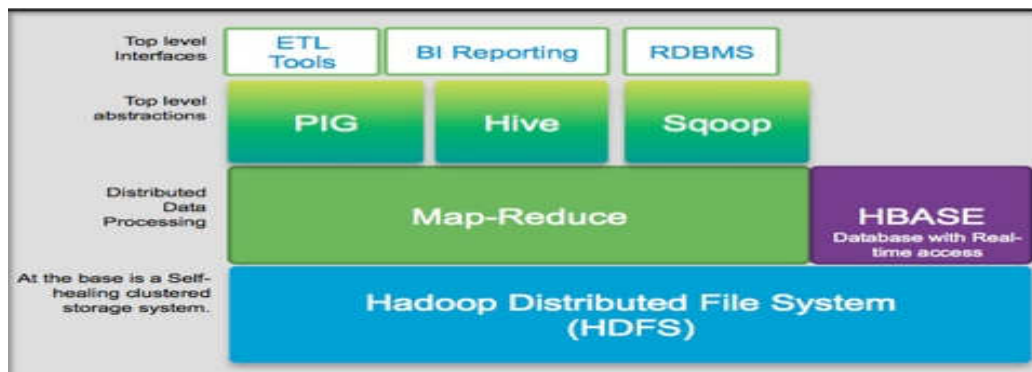 Top level
Interfaces
ETL
Tools
BI Reporting
RDBMS
Top level
abstractions
PIG
Hive
Sqoop
Distributed
Data
Processing
Map-Reduce
HBASE
Database with Real-
time access
At the base is a Self-
healing clustered
storage system.
Hadoop Distributed File System
(HDFS)